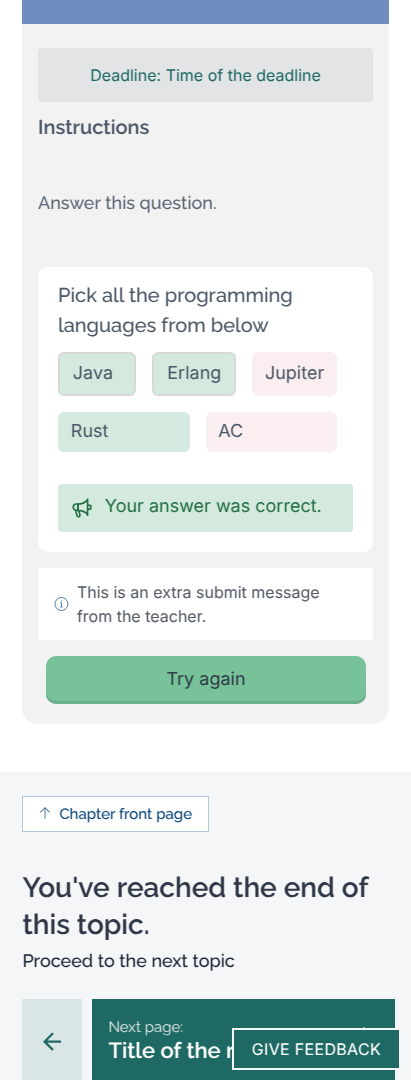 Deadline: Time of the deadline
Instructions
Answer this question.
Pick all the programming
languages from below
Java
Erlang
Jupiter
Rust
AC
Your answer was correct.
This is an extra submit message
from the teacher.
Try again
Chapter front page
You've reached the end of
this topic.
Proceed to the next topic
Next page:
Title of the
GIVE FEEDBACK